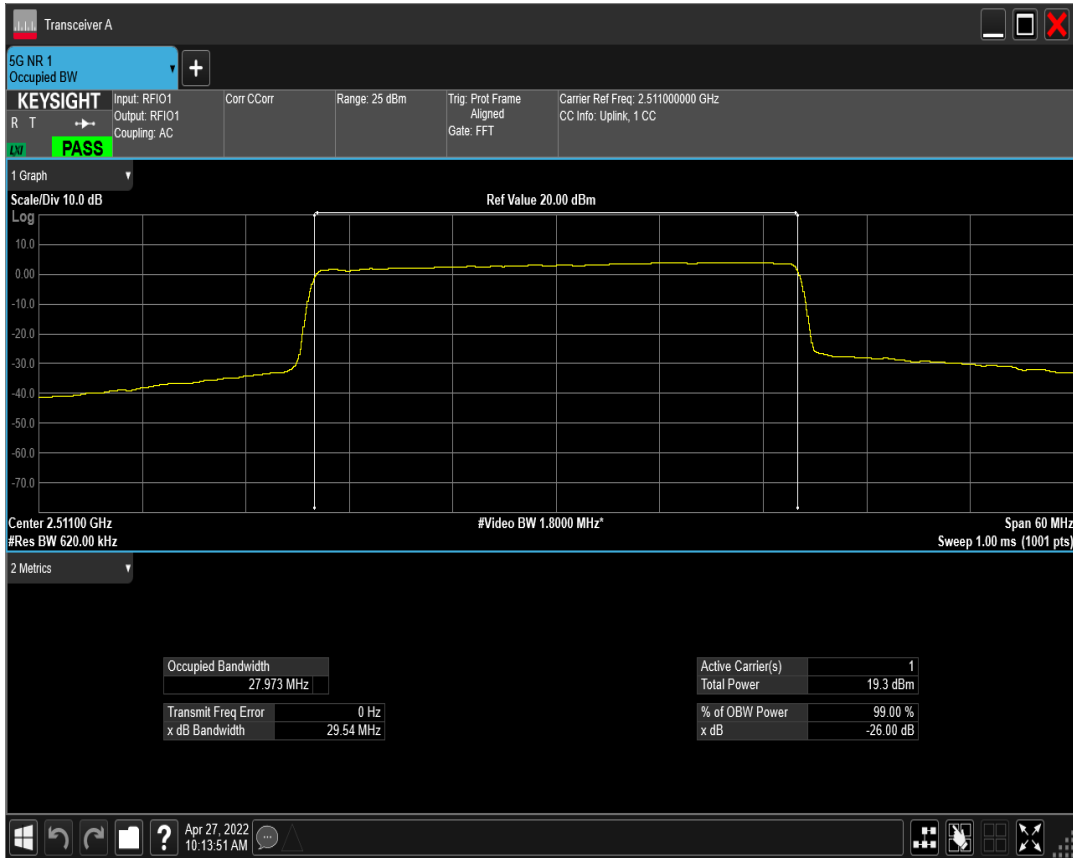 Transceiver A
5G NR 1
Occupied BW
KEYSIGHT
Input: RFIO1
Corr CCorr
Range: 25 dBm
Trig: Prot Frame
Carrier Ref Freq: 2.511000000 GHz
R T
Output: RFIO1
Aligned
CC Info: Uplink, 1 CC
Coupling: AC
Gate: FFT
LXI
PASS
1 Graph
Scale/Div 10.0 dB
Ref Value 20.00 dBm
Log
10.0
0.00
-10.0
-20.0
-30.0
-40.0
-50.0
-60.0
-70.0
Center 2.51100 GHz
#Video BW 1.8000 MHz*
Span 60 MHz
#Res BW 620.00 kHz
Sweep 1.00 ms (1001 pts)
2 Metrics
Occupied Bandwidth
27.973 MHz
Transmit Freq Error 0 Hz
x dB Bandwidth 29.54 MHz
Active Carrier(s) 1
Total Power 19.3 dBm
% of OBW Power 99.00 %
x dB -26.00 dB
Apr 27, 2022
10:13:51 AM